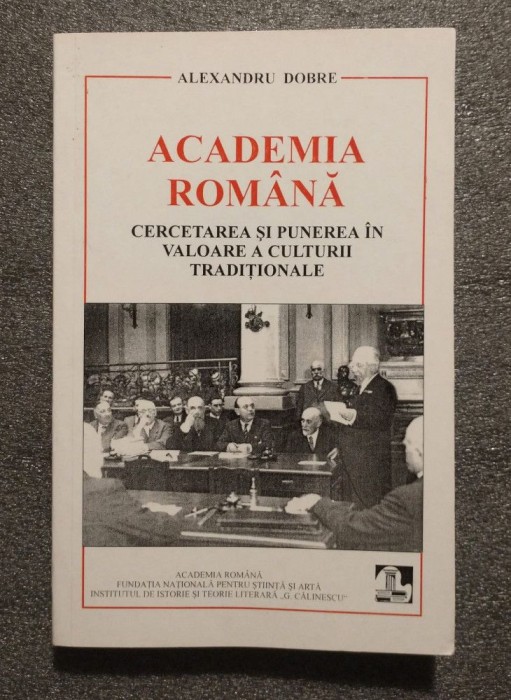 ALEXANDRU DOBRE
ACADEMIA
ROMÂNĂ
CERCETAREA ȘI PUNEREA ÎN
VALOARE A CULTURII
TRADIȚIONALE
ACADEMIA ROMÂNĂ
FUNDAȚIA NAȚIONALĂ PENTRU ȘTIINȚĂ ȘI ARTĂ
INSTITUTUL DE ISTORIE ȘI TEORIE LITERARĂ „G. CĂLINESCU"